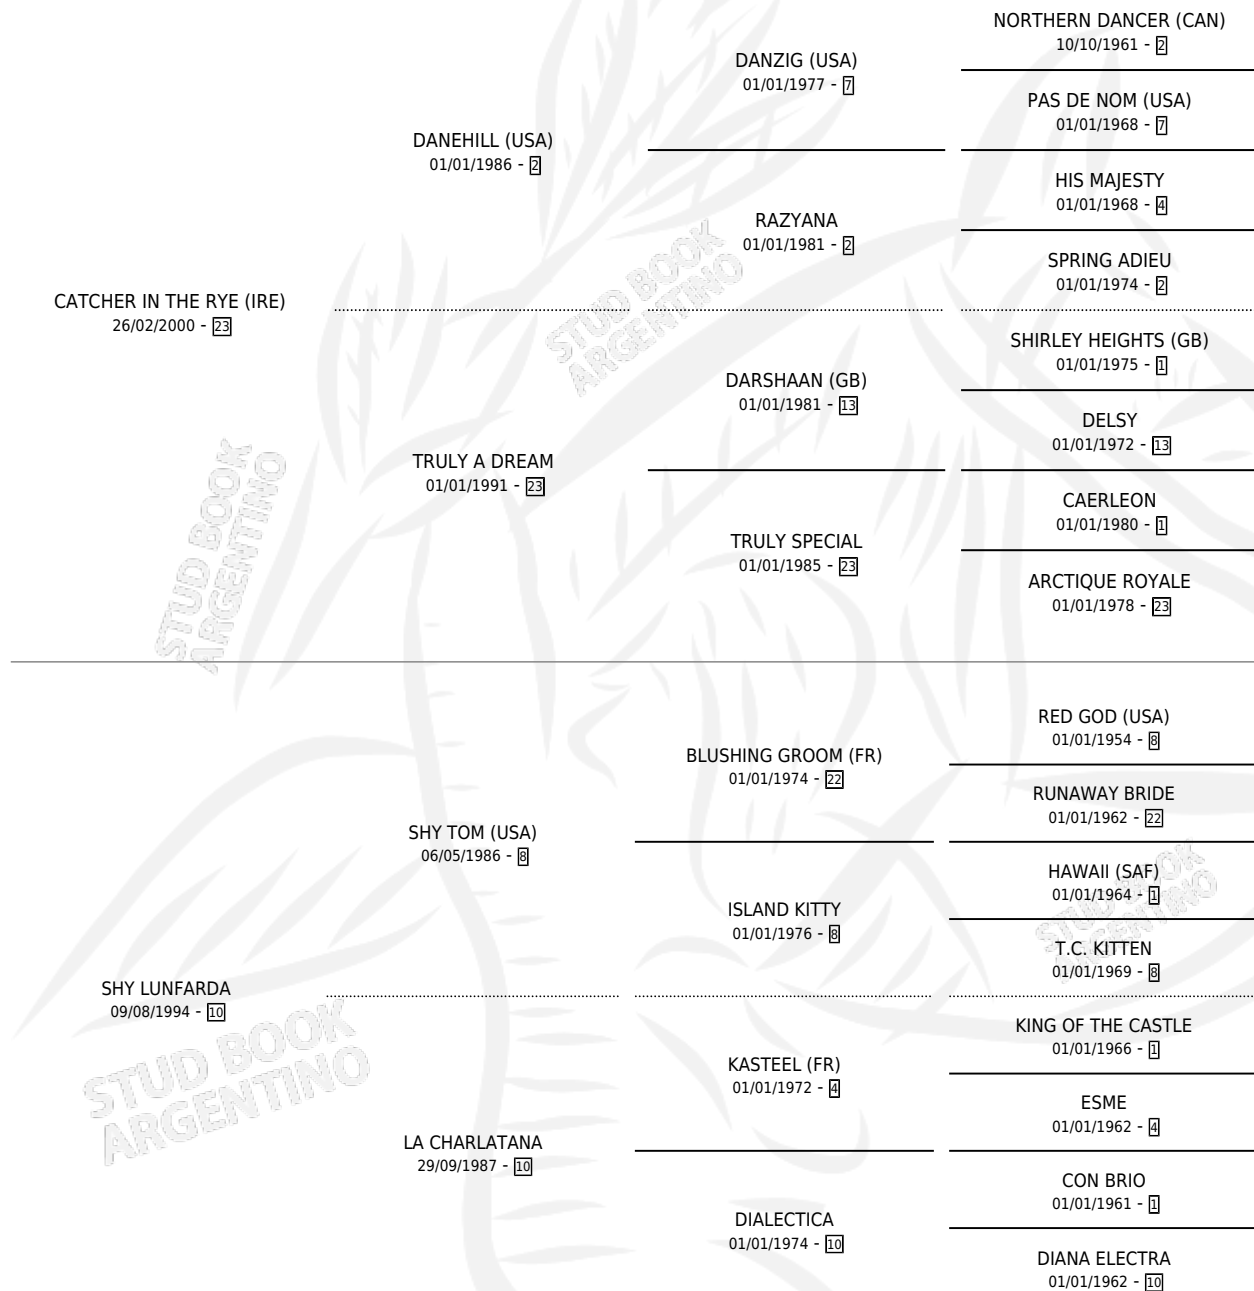 NORTHERN DANCER (CAN)
10/10/1961 - 2
DANZIG (USA)
01/01/1977 - 7
PAS DE NOM (USA)
01/01/1968 - 7
DANEHILL (USA)
01/01/1986 - 2
HIS MAJESTY
01/01/1968 - 4
RAZYANA
01/01/1981 - 2
SPRING ADIEU
01/01/1974 - 2
CATCHER IN THE RYE (IRE)
26/02/2000 - 23
SHIRLEY HEIGHTS (GB)
01/01/1975 - 1
DARSHAAN (GB)
01/01/1981 - 13
DELSY
01/01/1972 - 13
TRULY A DREAM
01/01/1991 - 23
CAERLEON
01/01/1980 - 1
TRULY SPECIAL
01/01/1985 - 23
ARCTIQUE ROYALE
01/01/1978 - 23
RED GOD (USA)
01/01/1954 - 8
BLUSHING GROOM (FR)
01/01/1974 - 22
RUNAWAY BRIDE
01/01/1962 - 22
SHY TOM (USA)
06/05/1986 - 8
HAWAII (SAF)
01/01/1964 - 1
ISLAND KITTY
01/01/1976 - 8
T.C. KITTEN
01/01/1969 - 8
SHY LUNFARDA
09/08/1994 - 10
KING OF THE CASTLE
01/01/1966 - 1
KASTEEL (FR)
01/01/1972 - 4
ESME
01/01/1962 - 4
LA CHARLATANA
29/09/1987 - 10
CON BRIO
01/01/1961 - 1
DIALECTICA
01/01/1974 - 10
DIANA ELECTRA
01/01/1962 - 10
STUD BOOK
ARGENTINO
STUD BOOK
ARGENTINO
STUD BOOK
ARGENTINO
STUD BOOK
ARGENTINO